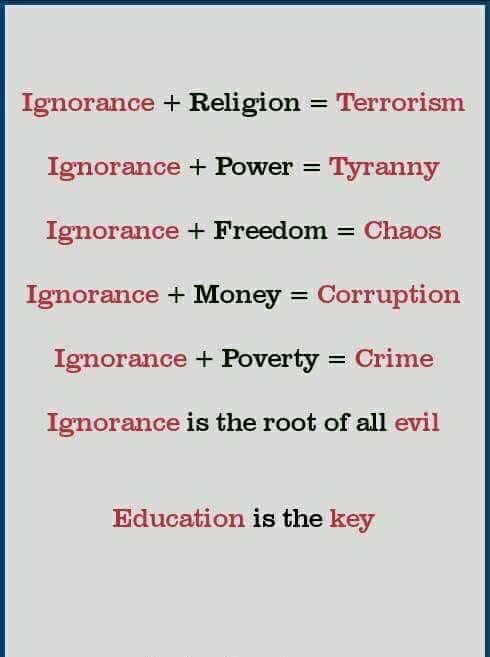 Ignorance + Religion = Terrorism
Ignorance + Power = Tyranny
Ignorance + Freedom = Chaos
Ignorance + Money = Corruption
Ignorance + Poverty = Crime
Ignorance is the root of all evil
Education is the key